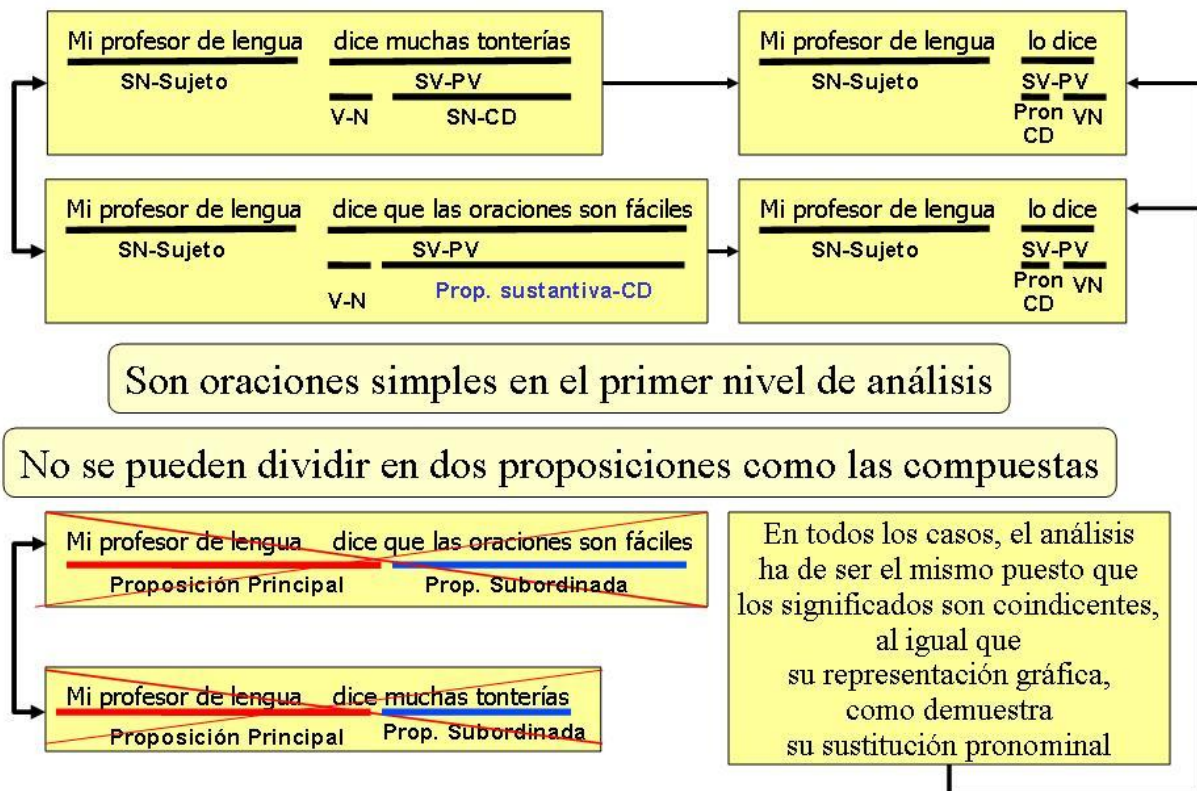 Mi profesor de lengua dice muchas tonterías
SN-Sujeto SV-PV
V-N SN-CD
Mi profesor de lengua lo dice
SN-Sujeto SV-PV
Pron VN
CD
Mi profesor de lengua dice que las oraciones son fáciles
SN-Sujeto SV-PV
V-N Prop. sustantiva-CD
Mi profesor de lengua lo dice
SN-Sujeto SV-PV
Pron VN
CD
Son oraciones simples en el primer nivel de análisis
No se pueden dividir en dos proposiciones como las compuestas
Mi profesor de lengua dice que las oraciones son fáciles
Proposición Principal Prop. Subordinada
Mi profesor de lengua dice muchas tonterías
Proposición Principal Prop. Subordinada
En todos los casos, el análisis
ha de ser el mismo puesto que
los significados son coindicentes,
al igual que
su representación gráfica,
como demuestra
su sustitución pronominal